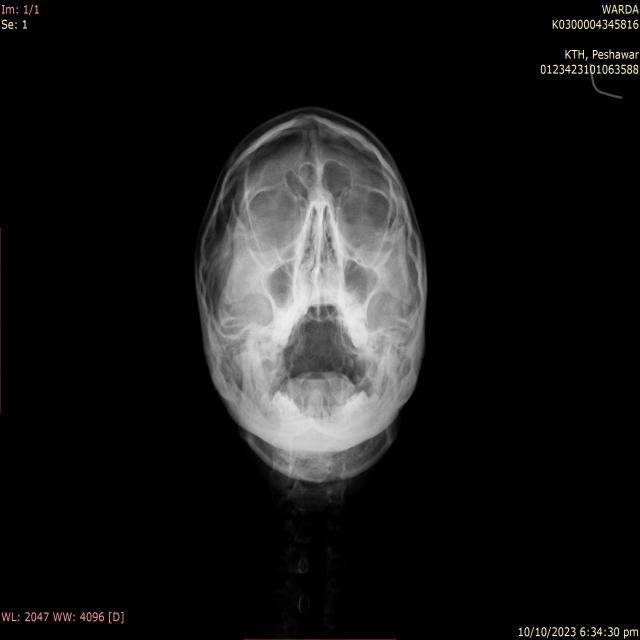 Im: 1/1
Se: 1
WARDA
K0300004345816
KTH, Peshawar
0123423101063588
WL: 2047 WW: 4096 [D]
10/10/2023 6:34:30 pm